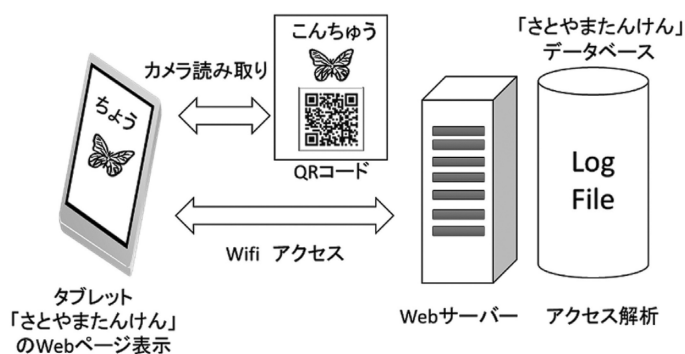 「さとやまたんけん」
データベース
こんちゅう
カメラ読み取り
ちょう
QRコード
Log
File
Wifi アクセス
タブレット
「さとやまたんけん」
のWebページ表示
Webサーバー
アクセス解析